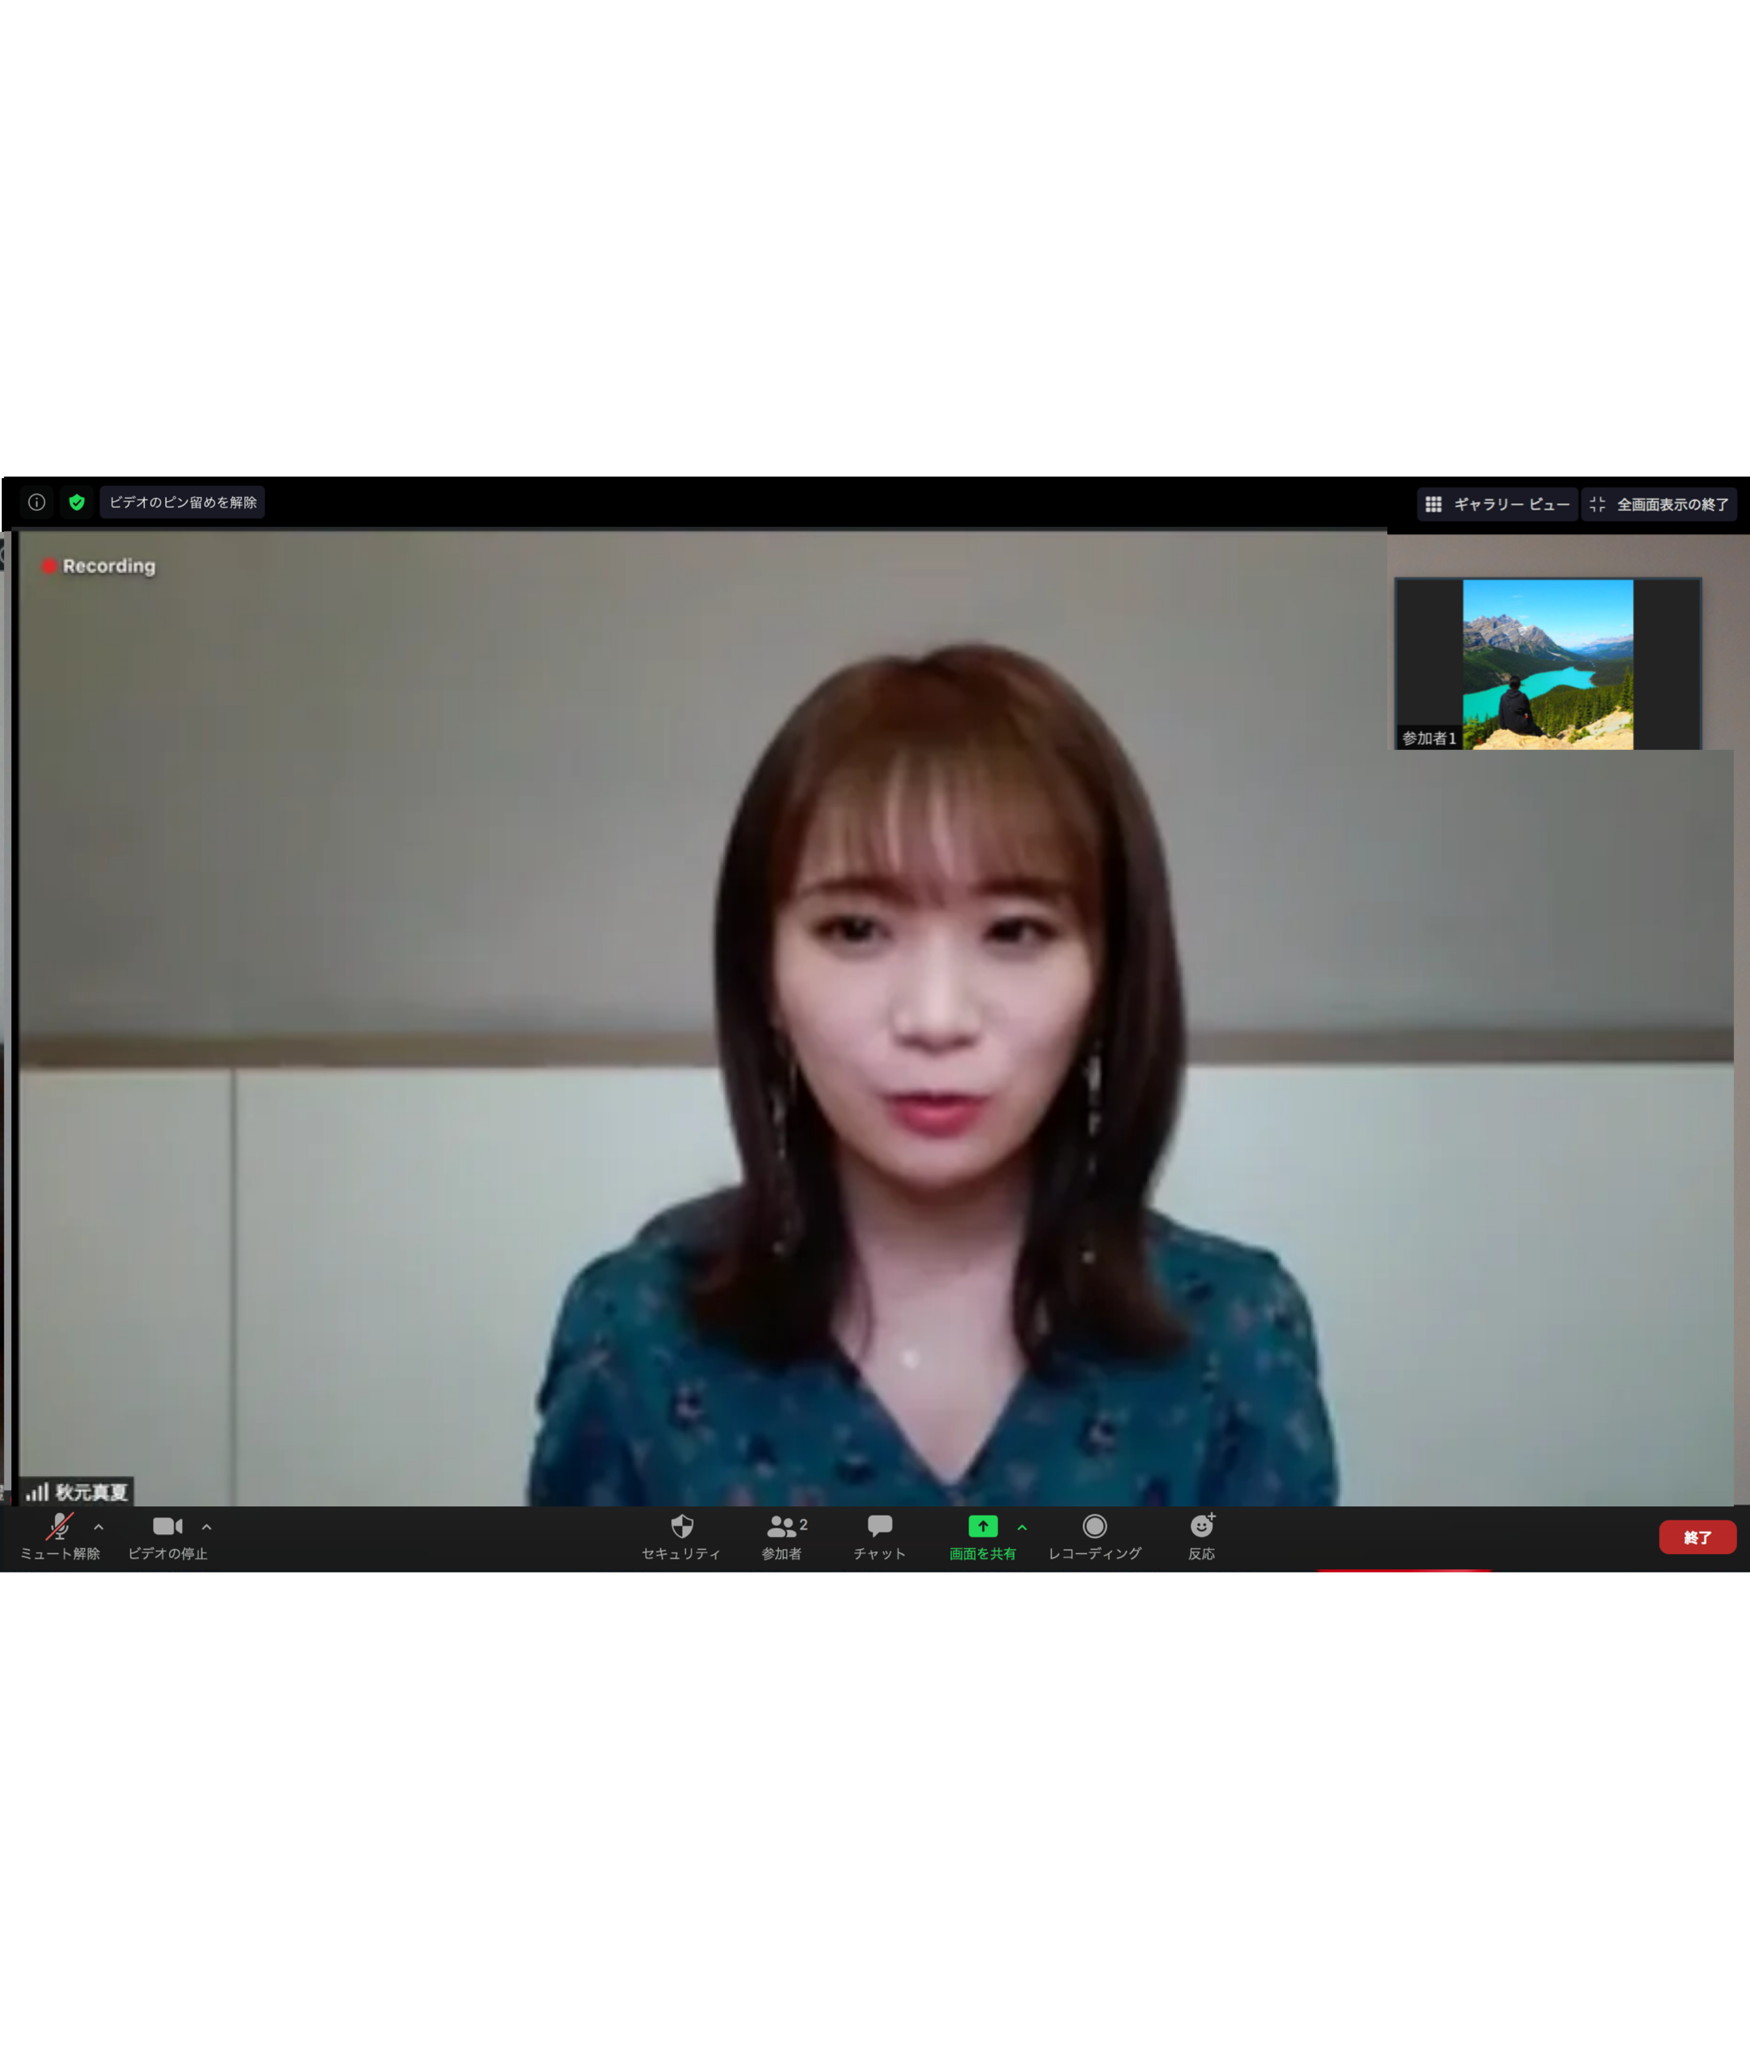 ビデオのピン留めを解除
ギャラリー ビュー
全画面表示の終了
Recording
参加者1
秋元真夏
ミュート解除
ビデオの停止
セキュリティ
2
参加者
チャット
画面を共有
レコーディング
反応
終了